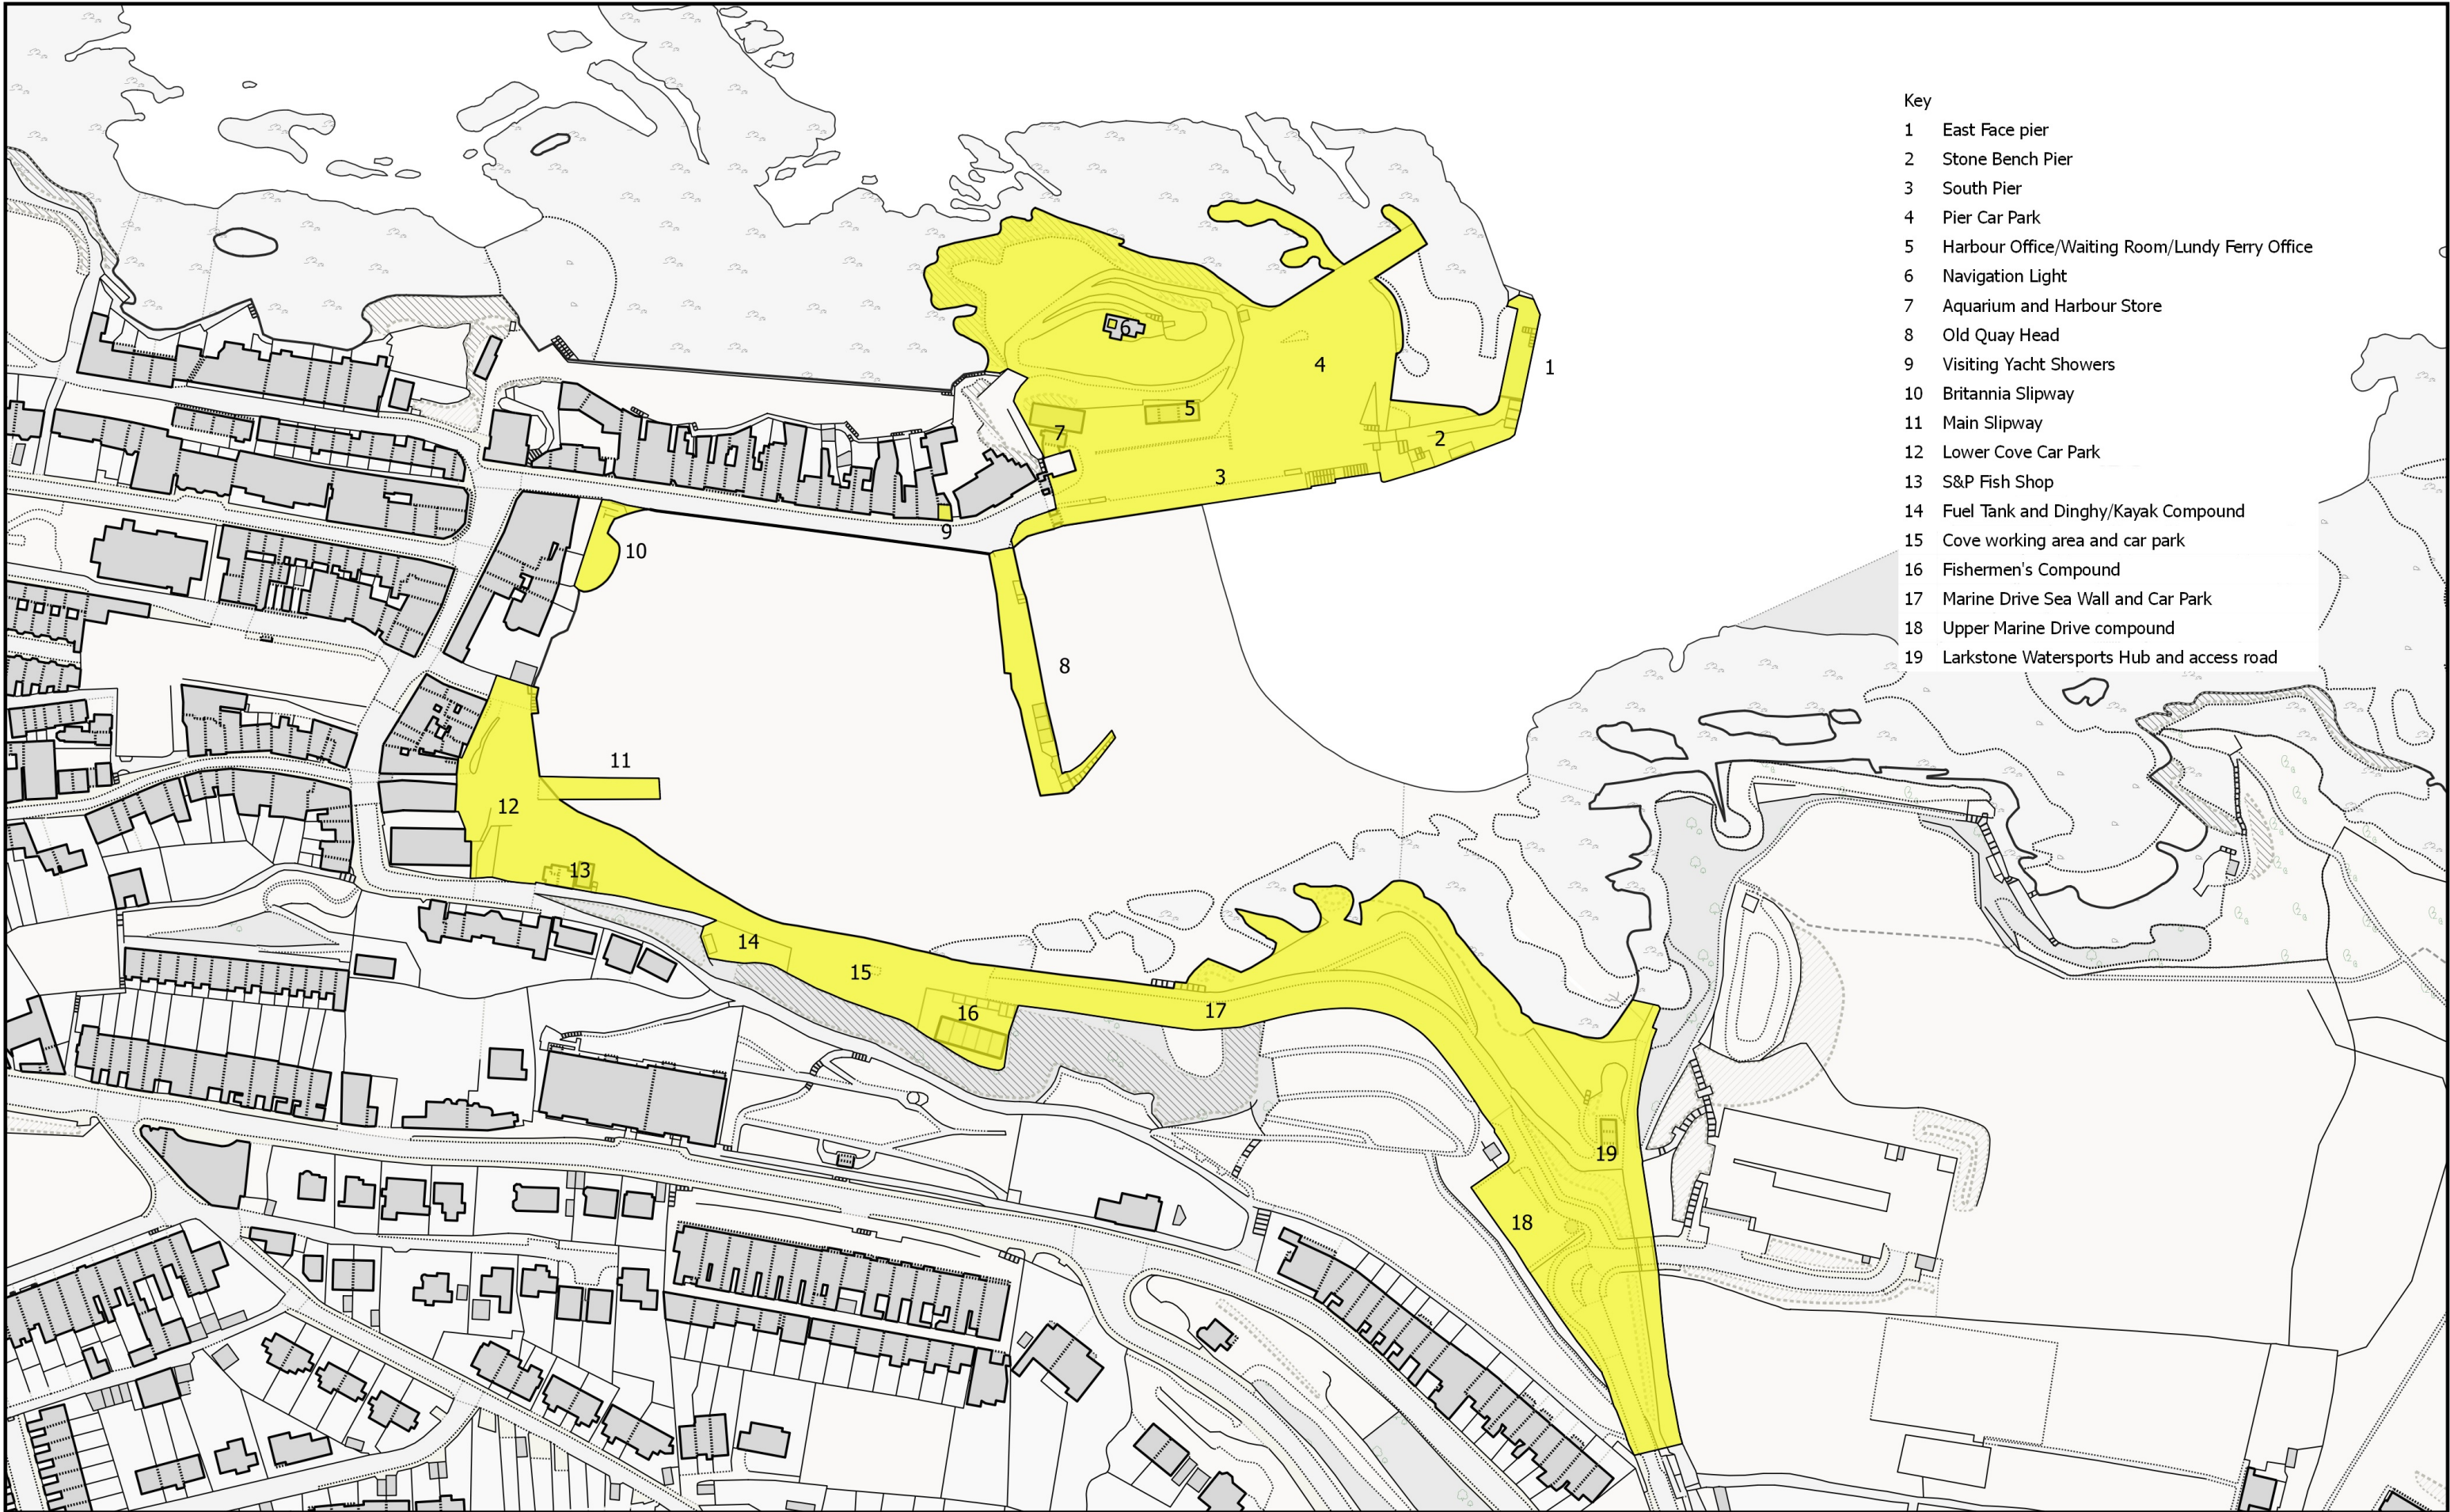 Key
1 East Face pier
2 Stone Bench Pier
3 South Pier
4 Pier Car Park
5 Harbour Office/Waiting Room/Lundy Ferry Office
6 Navigation Light
7 Aquarium and Harbour Store
8 Old Quay Head
9 Visiting Yacht Showers
10 Britannia Slipway
11 Main Slipway
12 Lower Cove Car Park
13 S&P Fish Shop
14 Fuel Tank and Dinghy/Kayak Compound
15 Cove working area and car park
16 Fishermen's Compound
17 Marine Drive Sea Wall and Car Park
18 Upper Marine Drive compound
19 Larkstone Watersports Hub and access road
6
4
1
5
7
2
3
9
10
8
11
12
13
14
15
16
17
19
18